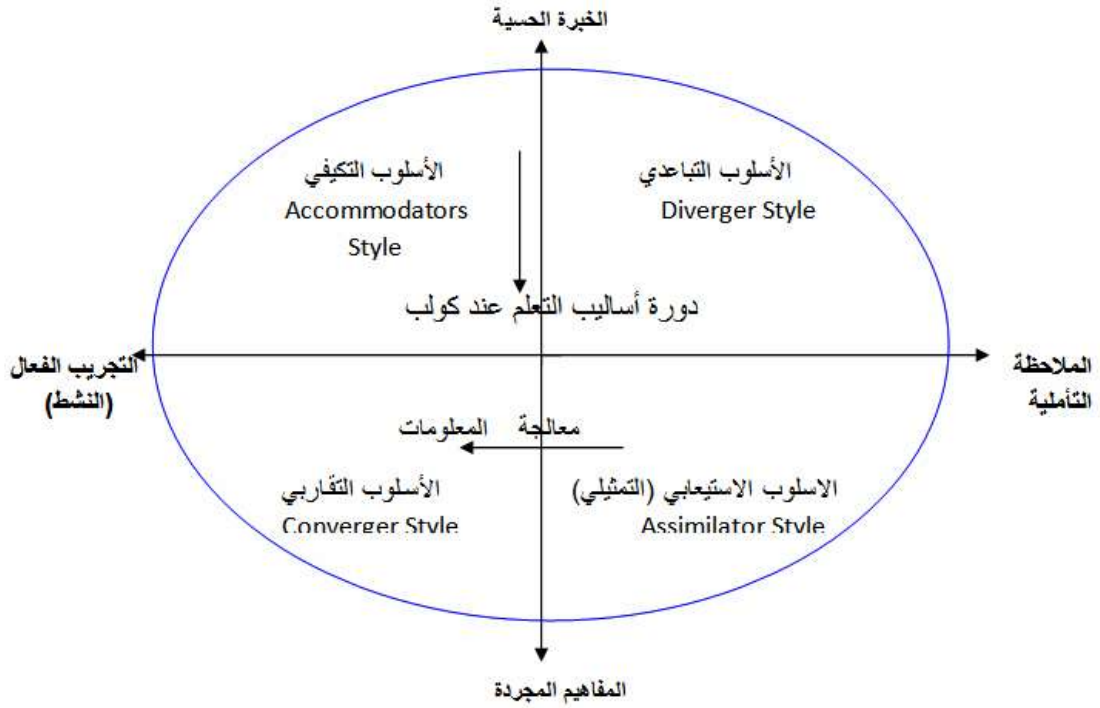 الخبرة الحسية
الأسلوب التباعدي
Diverger Style
الأسلوب التكيفي
Accommodators
Style
دورة أساليب التعلم عند كولب
الملاحظة
التأملية
التجريب الفعال
(النشط)
معالجة المعلومات
الاسلوب الاستيعابي (التمثيلي)
Assimilator Style
الأسلوب التقاربي
Converger Style
المفاهيم المجردة